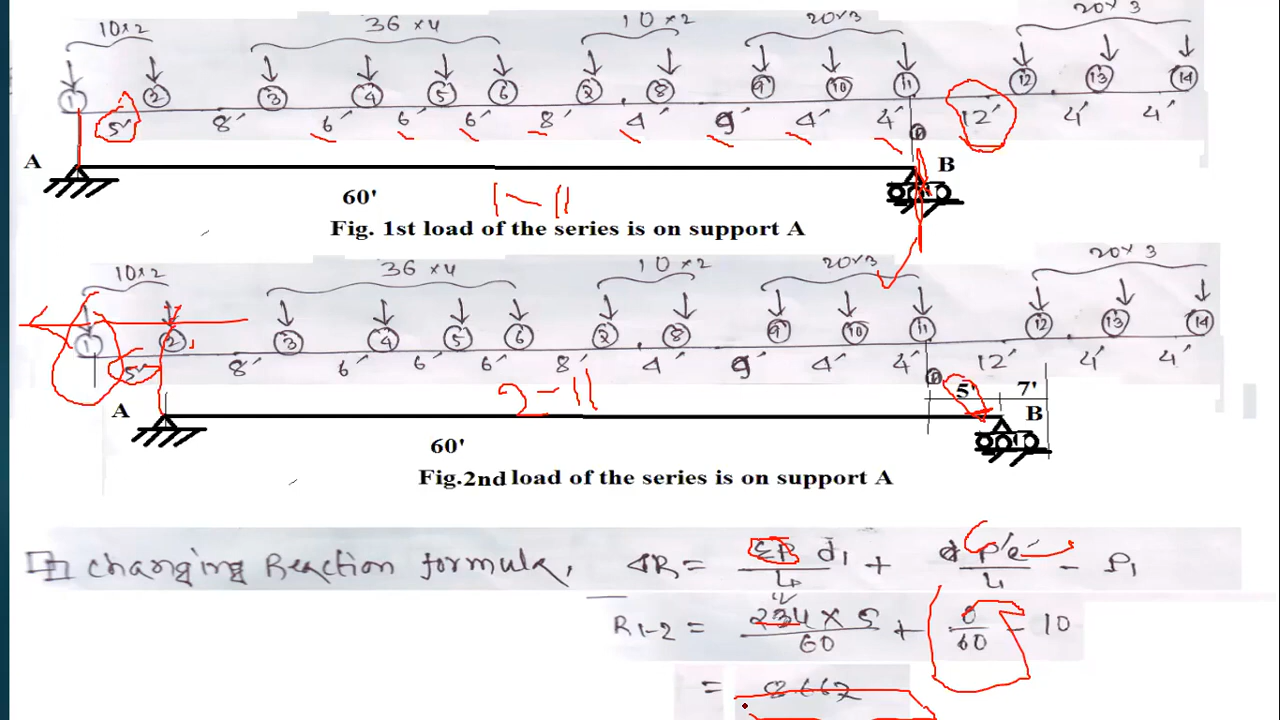 10×2 36×4 10×2 20×3 20×3
① ② ③ ④ ⑤ ⑥ ⑧ ⑨ ⑩ ⑪ ⑫ ⑬ ⑭
5' 8' 6' 6' 6' 8' 4' 9' 4' 4' 12' 4' 4'
A B
60' 1-11
Fig. 1st load of the series is on support A
10×2 36×4 10×2 20×3 20×3
① ② ③ ④ ⑤ ⑥ ⑧ ⑨ ⑩ ⑪ ⑫ ⑬ ⑭
5' 8' 6' 6' 6' 8' 4' 9' 4' 4' 12' 4' 4'
2-11 5' 7'
A B
60'
Fig.2nd load of the series is on support A
changing Reaction formula, ΔR = ΣP d1 / L + P'e' / L - P1
R1-2 = 234 × 5 / 60 + 0 / 60 - 10
=